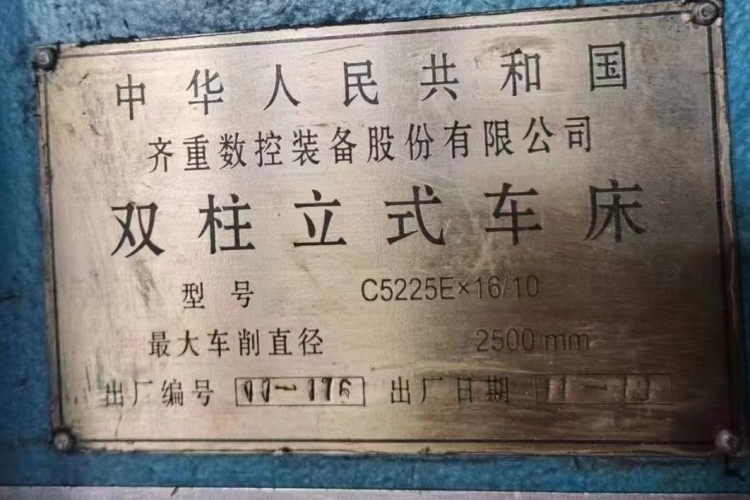 中华人民共和国
齐重数控装备股份有限公司
双柱立式车床
型号 C5225E×16/10
最大车削直径 2500 mm
出厂编号 出厂日期